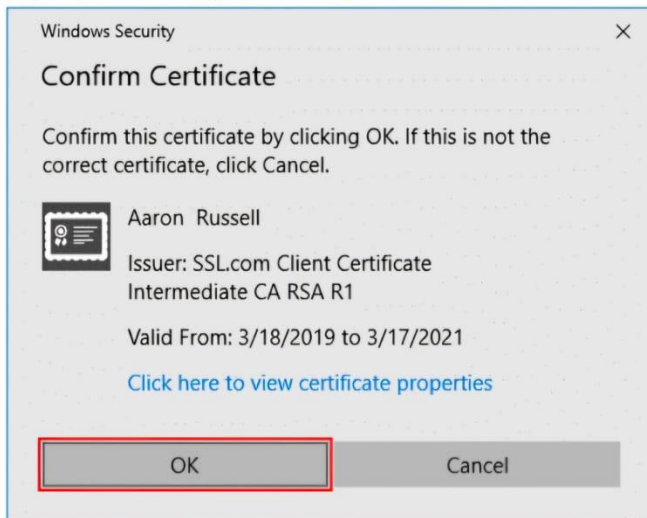 Windows Security
Confirm Certificate
Confirm this certificate by clicking OK. If this is not the
correct certificate, click Cancel.
Aaron Russell
Issuer: SSL.com Client Certificate
Intermediate CA RSA R1
Valid From: 3/18/2019 to 3/17/2021
Click here to view certificate properties
OK
Cancel